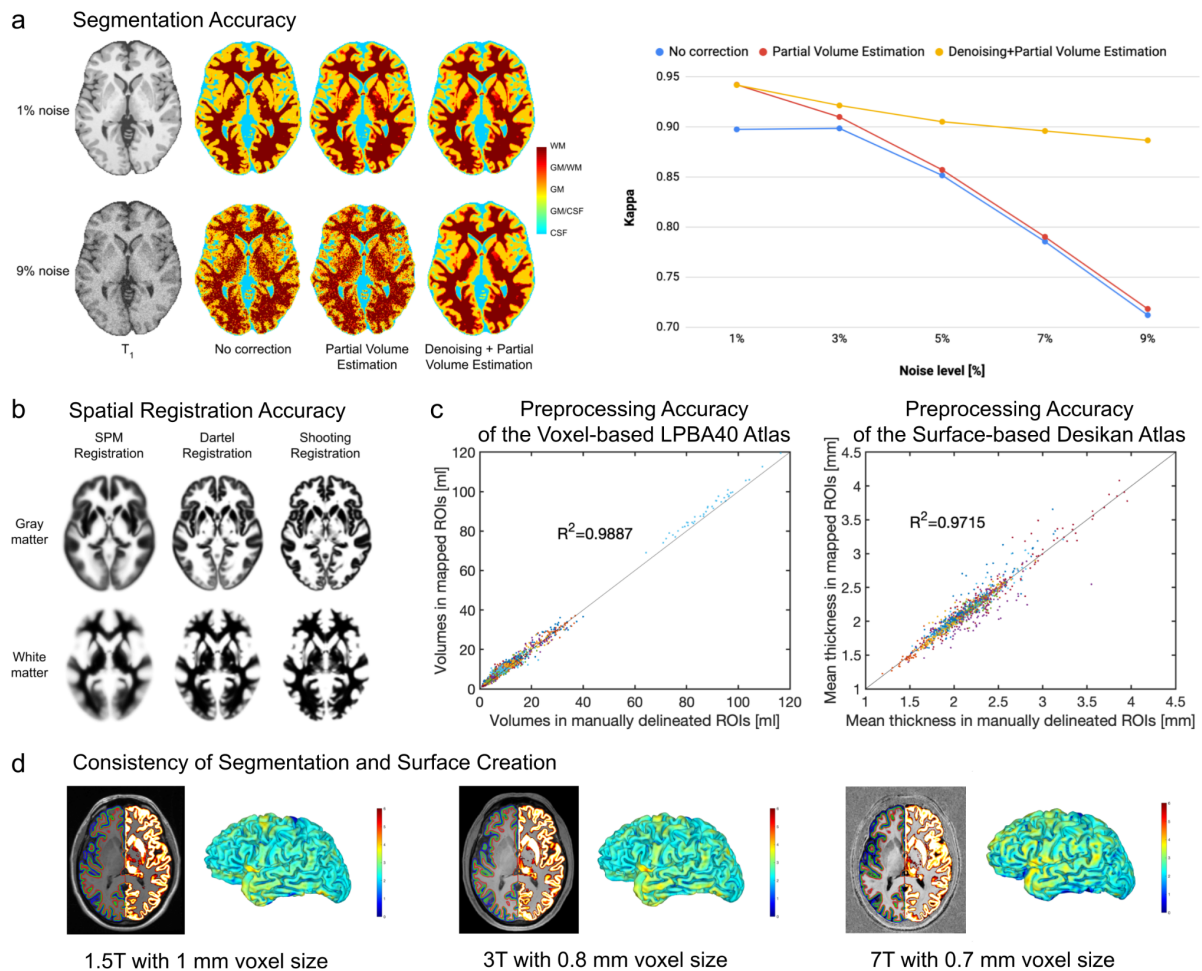 a Segmentation Accuracy
1% noise
9% noise
WM
GM/WM
GM
GM/CSF
CSF
T1
No correction
Partial Volume
Estimation
Denoising + Partial
Volume Estimation
No correction Partial Volume Estimation Denoising+Partial Volume Estimation
Kappa
0.95
0.90
0.85
0.80
0.75
0.70
1% 3% 5% 7% 9%
Noise level [%]
b Spatial Registration Accuracy
SPM
Registration
Dartel
Registration
Shooting
Registration
Gray
matter
White
matter
c Preprocessing Accuracy
of the Voxel-based LPBA40 Atlas
Volumes in mapped ROIs [ml]
120
100
80
60
40
20
0
R2=0.9887
0 20 40 60 80 100 120
Volumes in manually delineated ROIs [ml]
Preprocessing Accuracy
of the Surface-based Desikan Atlas
Mean thickness in mapped ROIs [mm]
4.5
4
3.5
3
2.5
2
1.5
1
R2=0.9715
1 1.5 2 2.5 3 3.5 4 4.5
Mean thickness in manually delineated ROIs [mm]
d Consistency of Segmentation and Surface Creation
1.5T with 1 mm voxel size
3T with 0.8 mm voxel size
7T with 0.7 mm voxel size